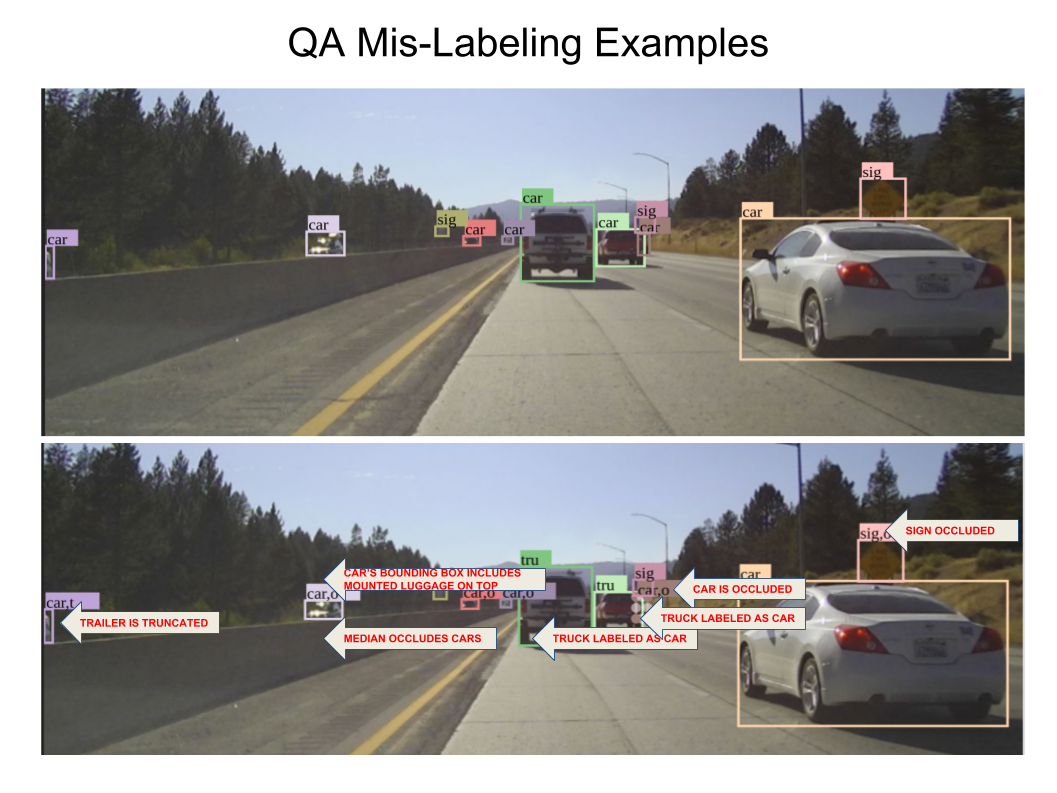 QA Mis-Labeling Examples
sig
car
car
car
sig
sig
car
car
car
car
car
car
sig,o
SIGN OCCLUDED
tru
CAR'S BOUNDING BOX INCLUDES
MOUNTED LUGGAGE ON TOP
sig
car
tru
car,o
CAR IS OCCLUDED
car,o
car,o
car,o
car,t
TRAILER IS TRUNCATED
TRUCK LABELED AS CAR
MEDIAN OCCLUDES CARS
TRUCK LABELED AS CAR